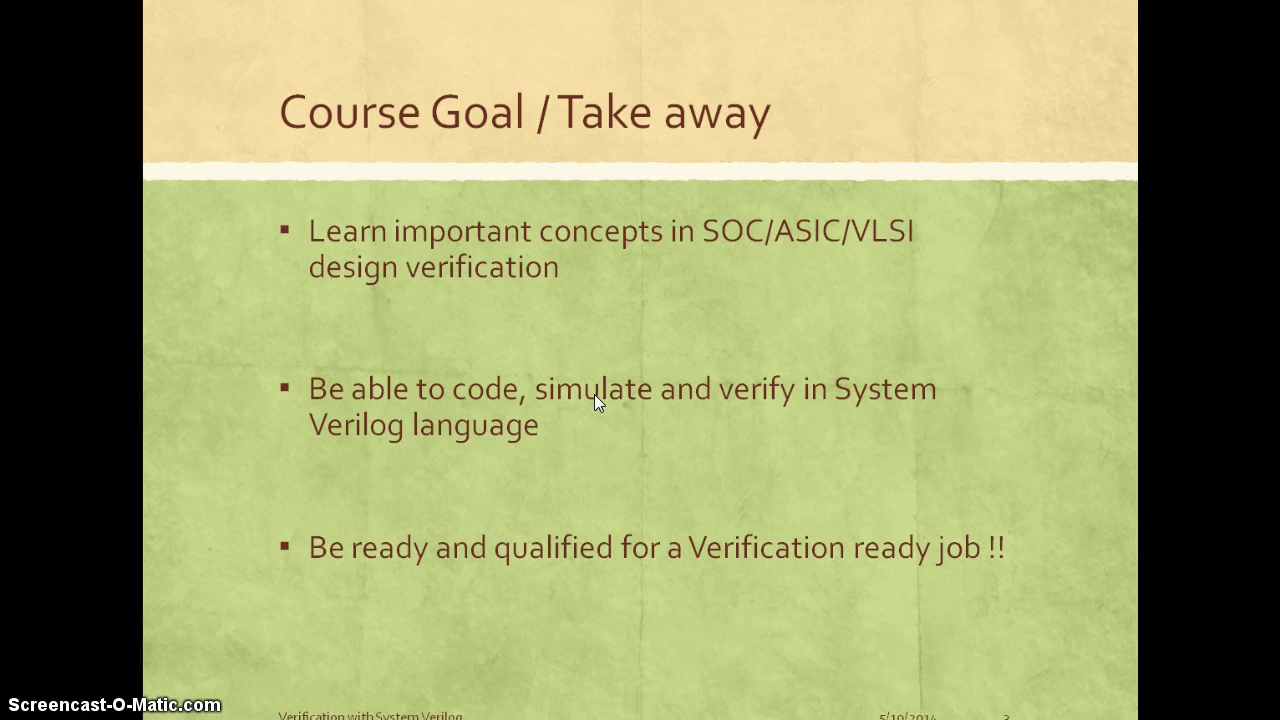 Course Goal / Take away
▪ Learn important concepts in SOC/ASIC/VLSI
design verification
▪ Be able to code, simulate and verify in System
Verilog language
▪ Be ready and qualified for a Verification ready job !!
Verification with System Verilog 5/10/2014 3
Screencast-O-Matic.com